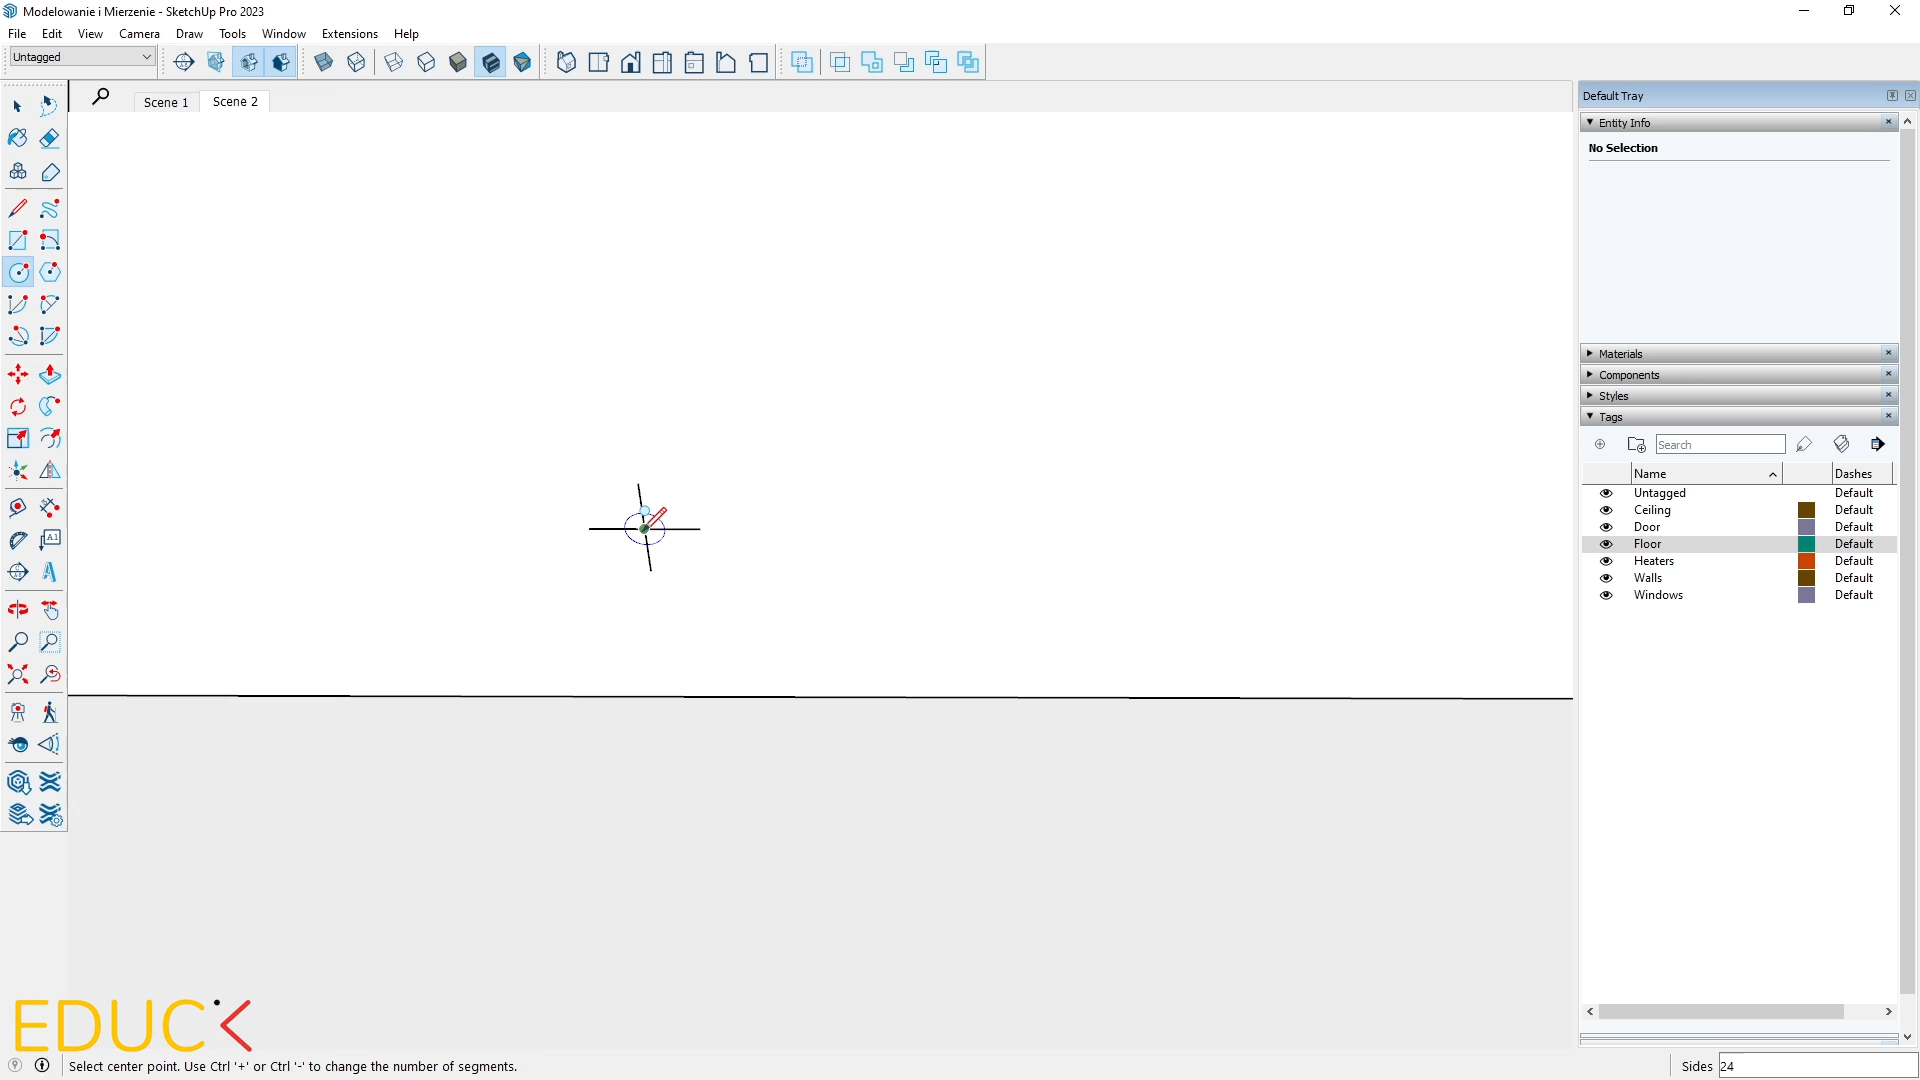 Modelowanie i Mierzenie - SketchUp Pro 2023
File Edit View Camera Draw Tools Window Extensions Help
Untagged
Scene 1 Scene 2
Default Tray
Entity Info
No Selection
Materials
Components
Styles
Tags
Search
Name Dashes
Untagged Default
Ceiling Default
Door Default
Floor Default
Heaters Default
Walls Default
Windows Default
A1
A
EDUC
Select center point. Use Ctrl '+' or Ctrl '-' to change the number of segments.
Sides 24